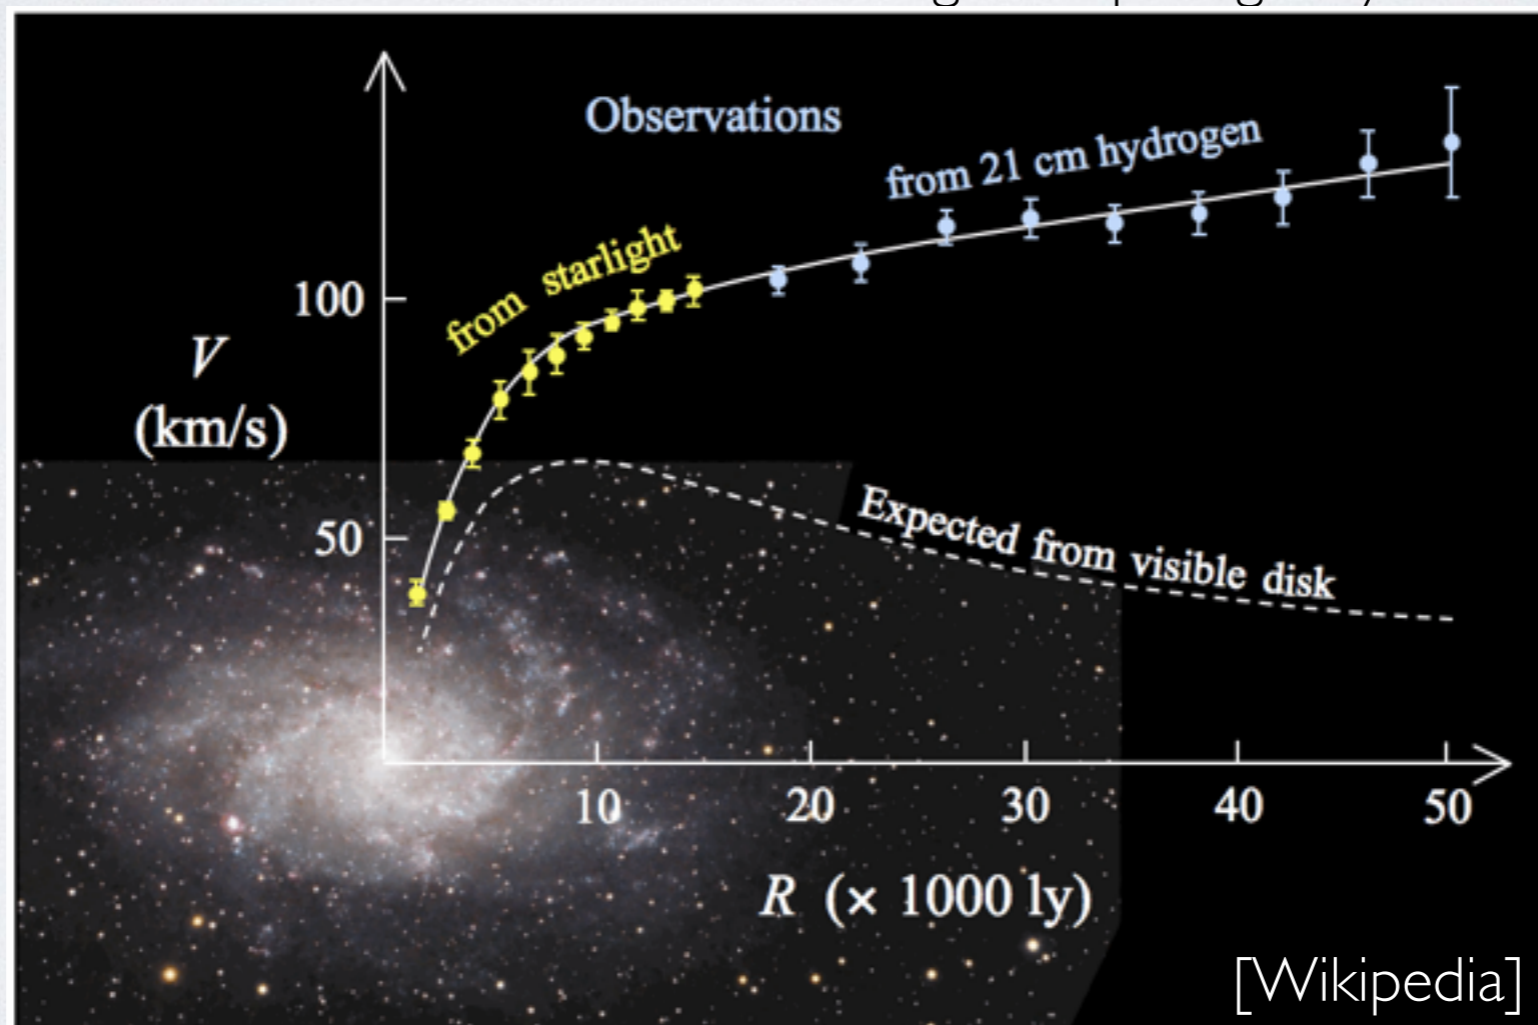 Observations
from 21 cm hydrogen
from starlight
100
V
(km/s)
50
Expected from visible disk
10
20
30
40
50
R (× 1000 ly)
[Wikipedia]